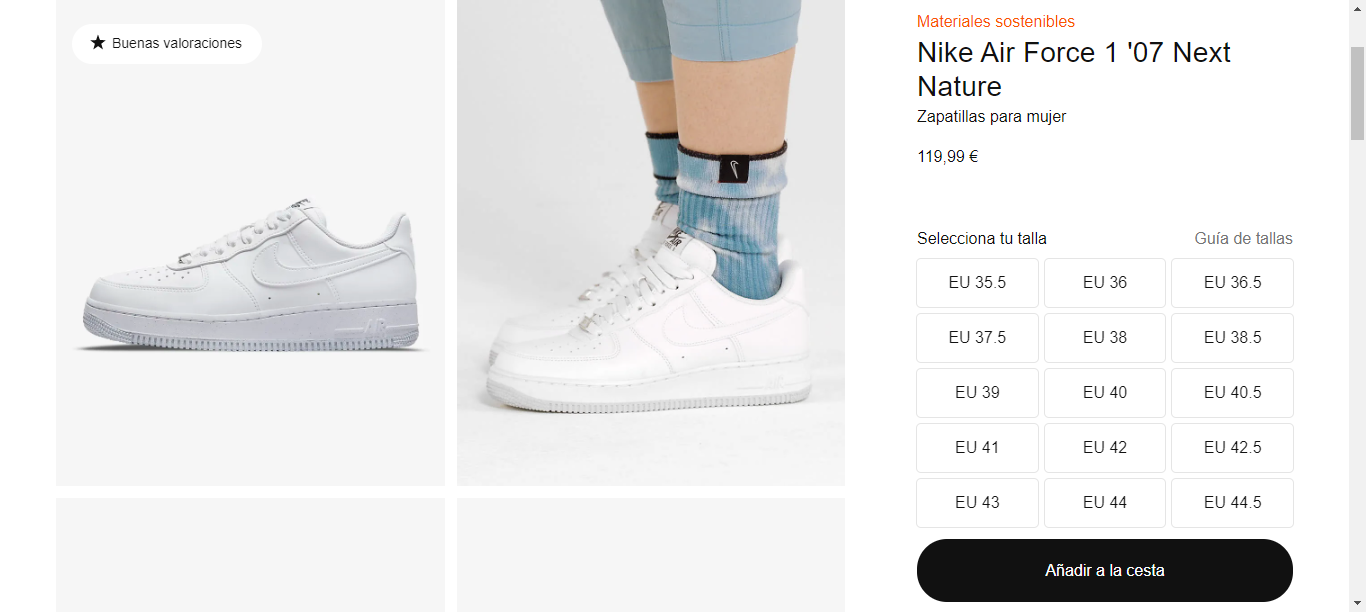 Buenas valoraciones
Materiales sostenibles
Nike Air Force 1 '07 Next
Nature
Zapatillas para mujer
119,99 €
Selecciona tu talla
Guía de tallas
EU 35.5
EU 36
EU 36.5
EU 37.5
EU 38
EU 38.5
EU 39
EU 40
EU 40.5
EU 41
EU 42
EU 42.5
EU 43
EU 44
EU 44.5
Añadir a la cesta